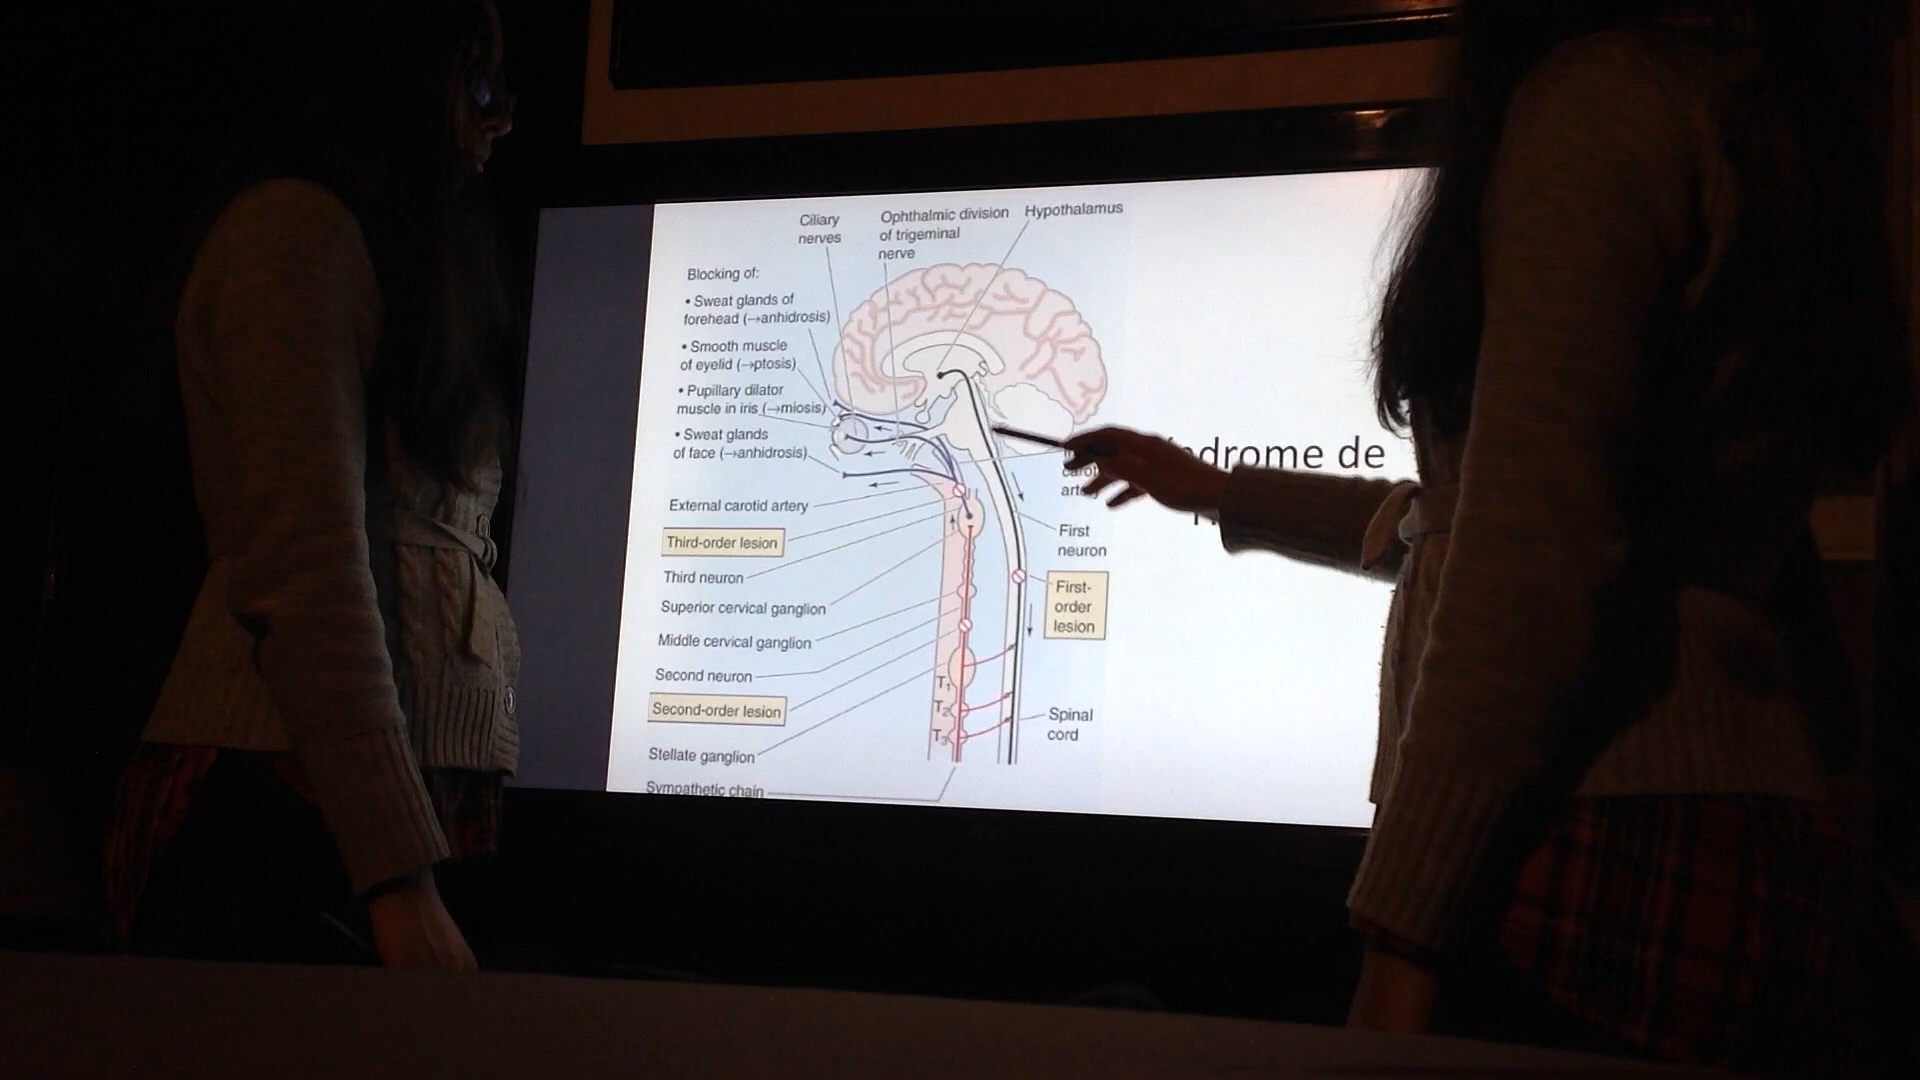 Ciliary
nerves
Ophthalmic division
of trigeminal
nerve
Hypothalamus
Blocking of:
• Sweat glands of
forehead (→anhidrosis)
• Smooth muscle
of eyelid (→ptosis)
• Pupillary dilator
muscle in iris (→miosis)
• Sweat glands
of face (→anhidrosis)
External carotid artery
Third-order lesion
Third neuron
Superior cervical ganglion
Middle cervical ganglion
Second neuron
Second-order lesion
Stellate ganglion
Sympathetic chain
T1
T2
T3
First
neuron
First-
order
lesion
Spinal
cord
de